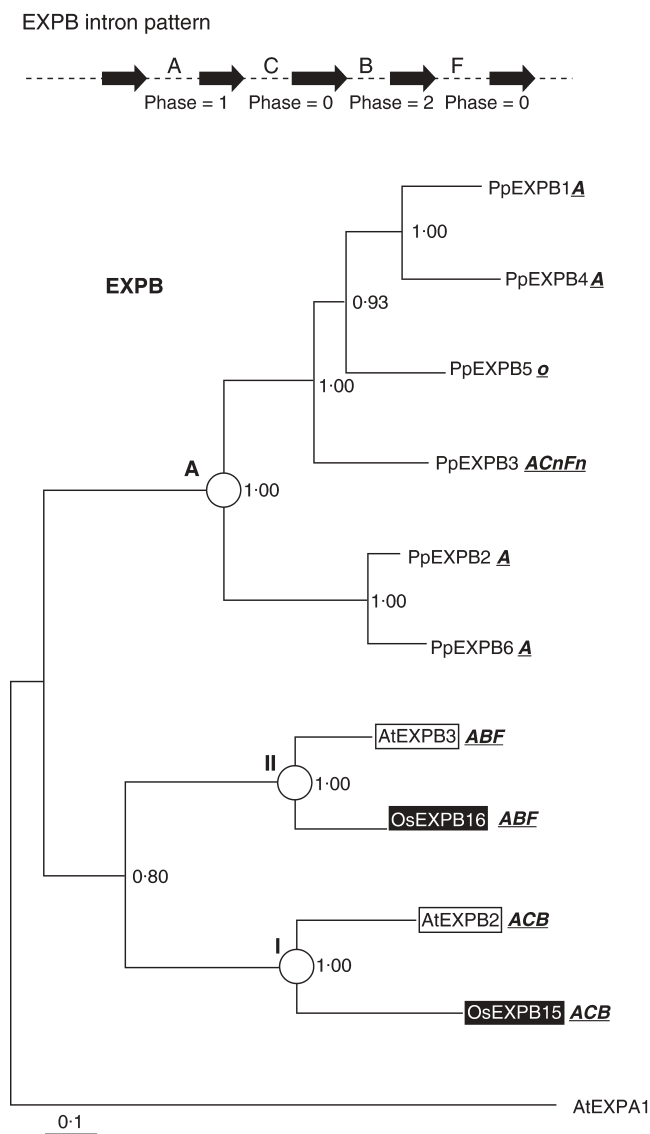 EXPB intron pattern
A C B F
Phase = 1 Phase = 0 Phase = 2 Phase = 0
PpEXPB1A
1·00
PpEXPB4A
EXPB
0·93
PpEXPB5 o
1·00
PpEXPB3 ACnFn
A
1·00
PpEXPB2 A
1·00
PpEXPB6 A
AtEXPB3 ABF
II
1·00
OsEXPB16 ABF
0·80
AtEXPB2 ACB
I
1·00
OsEXPB15 ACB
AtEXPA1
0·1